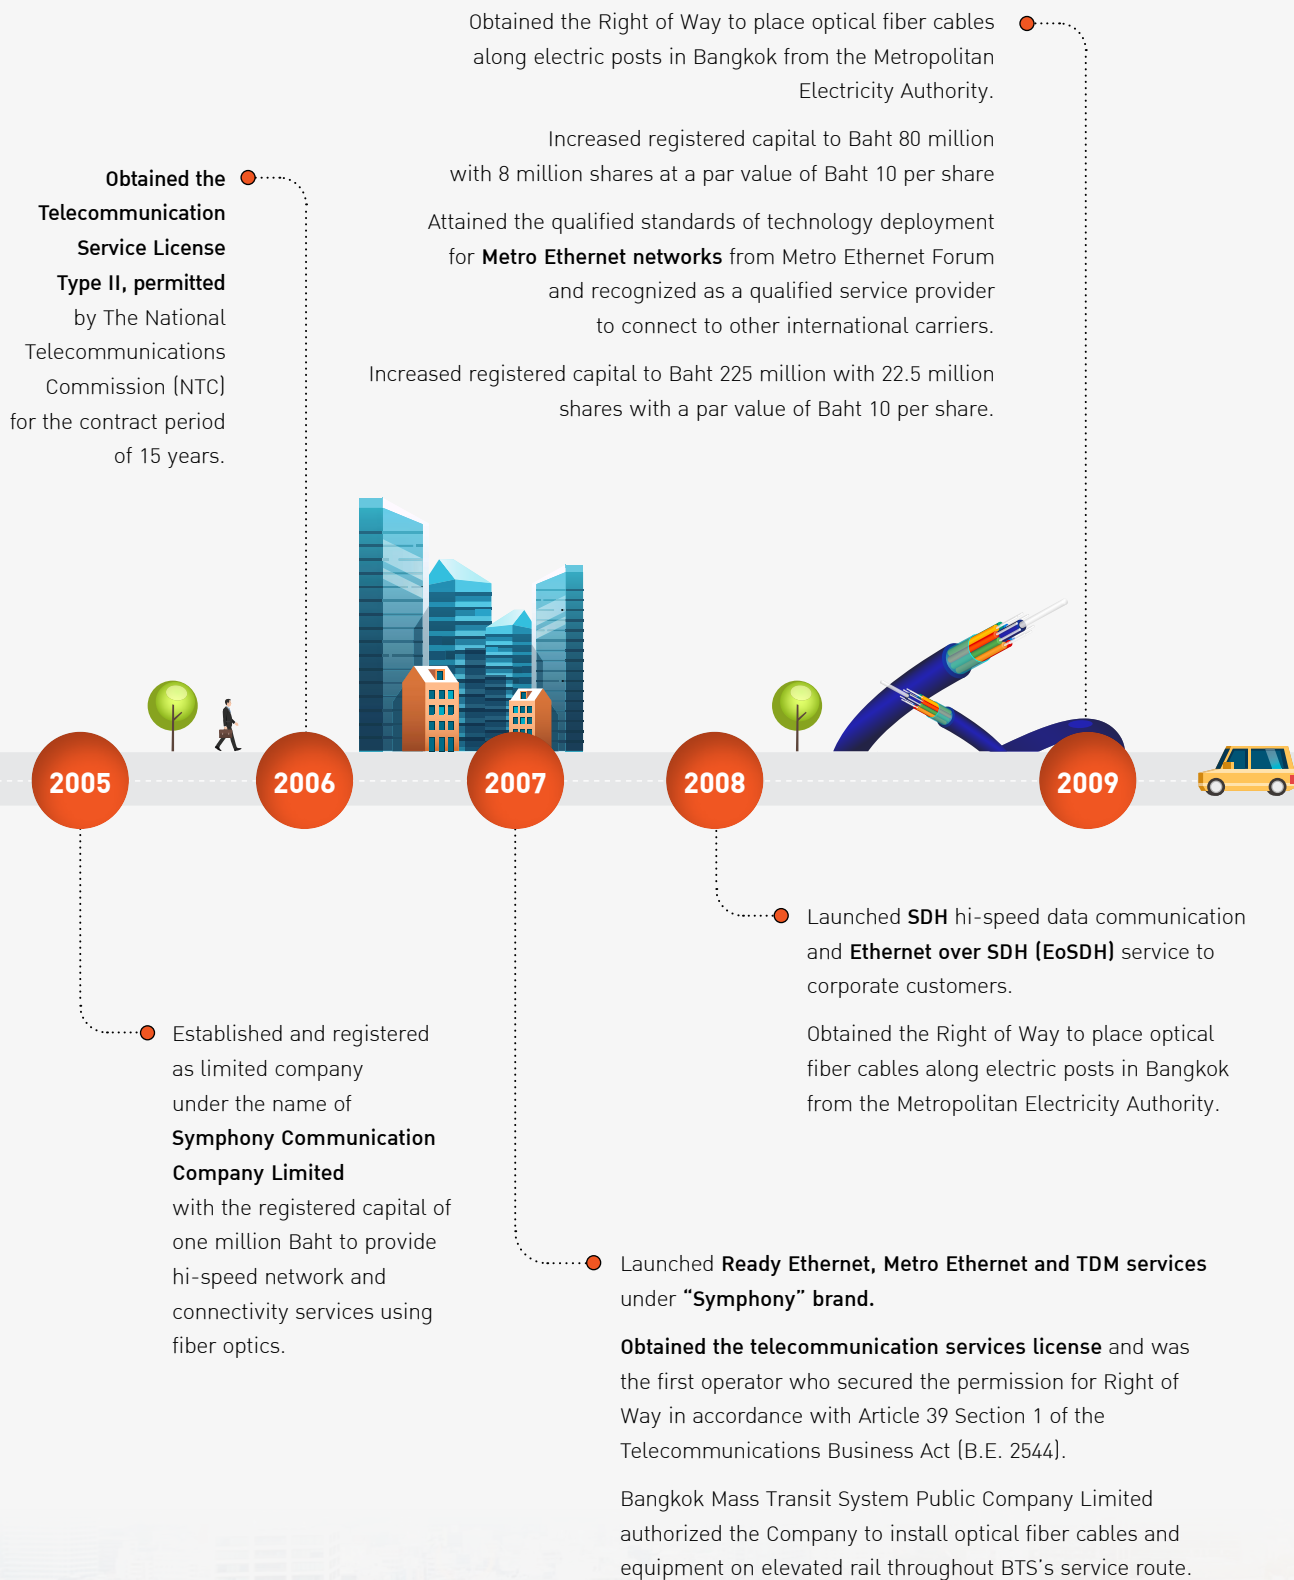 Obtained the Right of Way to place optical fiber cables
along electric posts in Bangkok from the Metropolitan
Electricity Authority.
Increased registered capital to Baht 80 million
with 8 million shares at a par value of Baht 10 per share
Attained the qualified standards of technology deployment
for Metro Ethernet networks from Metro Ethernet Forum
and recognized as a qualified service provider
to connect to other international carriers.
Increased registered capital to Baht 225 million with 22.5 million
shares with a par value of Baht 10 per share.
Obtained the
Telecommunication
Service License
Type II, permitted
by The National
Telecommunications
Commission (NTC)
for the contract period
of 15 years.
2005
2006
2007
2008
2009
Launched SDH hi-speed data communication
and Ethernet over SDH (EoSDH) service to
corporate customers.
Obtained the Right of Way to place optical
fiber cables along electric posts in Bangkok
from the Metropolitan Electricity Authority.
Established and registered
as limited company
under the name of
Symphony Communication
Company Limited
with the registered capital of
one million Baht to provide
hi-speed network and
connectivity services using
fiber optics.
Launched Ready Ethernet, Metro Ethernet and TDM services
under “Symphony” brand.
Obtained the telecommunication services license and was
the first operator who secured the permission for Right of
Way in accordance with Article 39 Section 1 of the
Telecommunications Business Act (B.E. 2544).
Bangkok Mass Transit System Public Company Limited
authorized the Company to install optical fiber cables and
equipment on elevated rail throughout BTS’s service route.